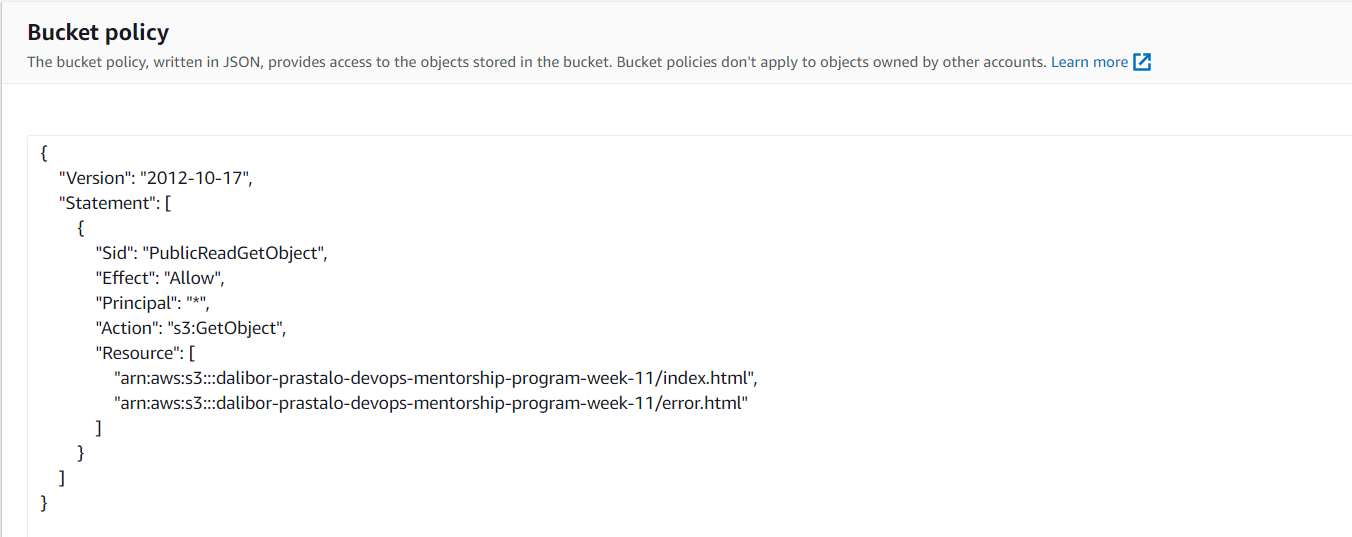 Bucket policy
The bucket policy, written in JSON, provides access to the objects stored in the bucket. Bucket policies don't apply to objects owned by other accounts. Learn more
{
"Version": "2012-10-17",
"Statement": [
{
"Sid": "PublicReadGetObject",
"Effect": "Allow",
"Principal": "*",
"Action": "s3:GetObject",
"Resource": [
"arn:aws:s3:::dalibor-prastalo-devops-mentorship-program-week-11/index.html",
"arn:aws:s3:::dalibor-prastalo-devops-mentorship-program-week-11/error.html"
]
}
]
}